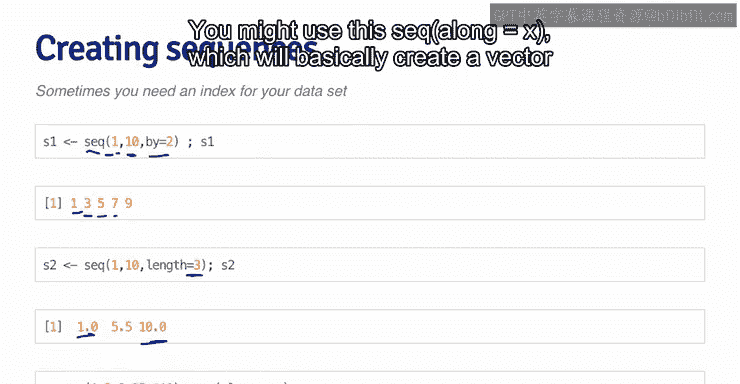 You might use this seq(along = x),
which will basically create a vector
Creating sequences
Sometimes you need an index for your data set
s1 <- seq(1,10,by=2) ; s1
[1] 1 3 5 7 9
s2 <- seq(1,10,length=3); s2
[1] 1.0 5.5 10.0